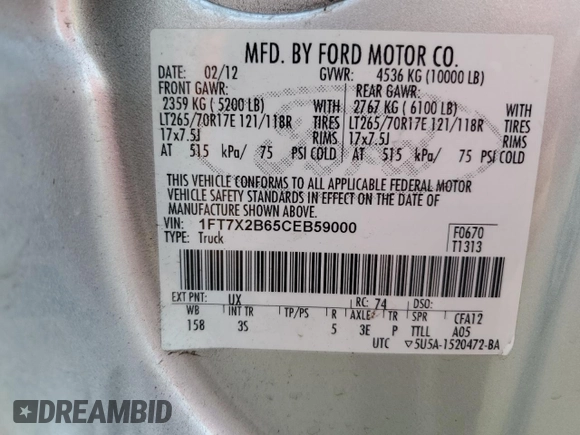 MFD. BY FORD MOTOR CO.
DATE: 02/12 GVWR: 4536 KG (10000 LB)
FRONT GAWR: REAR GAWR:
2359 KG ( 5200 LB) WITH 2767 KG ( 6100 LB) WITH
LT265/70R17E 121/118R TIRES LT265/70R17E 121/118R TIRES
17x7.5J RIMS 17x7.5J RIMS
AT 515 kPa/ 75 PSI COLD AT 515 kPa/ 75 PSI COLD
THIS VEHICLE CONFORMS TO ALL APPLICABLE FEDERAL MOTOR
VEHICLE SAFETY STANDARDS IN EFFECT ON THE DATE OF
MANUFACTURE SHOWN ABOVE.
VIN: 1FT7X2B65CEB59000 F0670
TYPE: Truck T1313
EXT PNT: UX RC: 74 DSO:
WB TP/PS R AXLE TR SPR CFA12
158 3S 5 3E P TTLL A05
UTC ▽5U5A-1520472-BA
DREAMBID